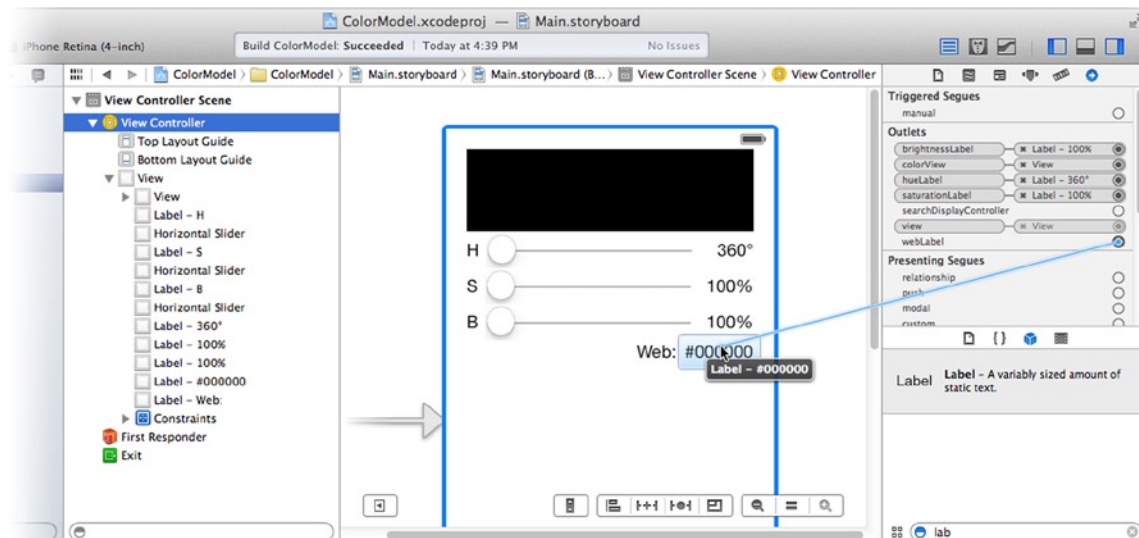 ColorModel.xcodeproj — Main.storyboard
iPhone Retina (4-inch)
Build ColorModel: Succeeded | Today at 4:39 PM
No Issues
ColorModel › ColorModel › Main.storyboard › Main.storyboard (B...) › View Controller Scene › View Controller
View Controller Scene
View Controller
Top Layout Guide
Bottom Layout Guide
View
View
Label – H
Horizontal Slider
Label – S
Horizontal Slider
Label – B
Horizontal Slider
Label – 360°
Label – 100%
Label – 100%
Label – #000000
Label – Web:
Constraints
First Responder
Exit
H 360°
S 100%
B 100%
Web: #000000
Label – #000000
Triggered Segues
manual
Outlets
brightnessLabel Label – 100%
colorView View
hueLabel Label – 360°
saturationLabel Label – 100%
searchDisplayController
view View
webLabel
Presenting Segues
relationship
push
modal
custom
{}
Label
Label – A variably sized amount of
static text.
lab